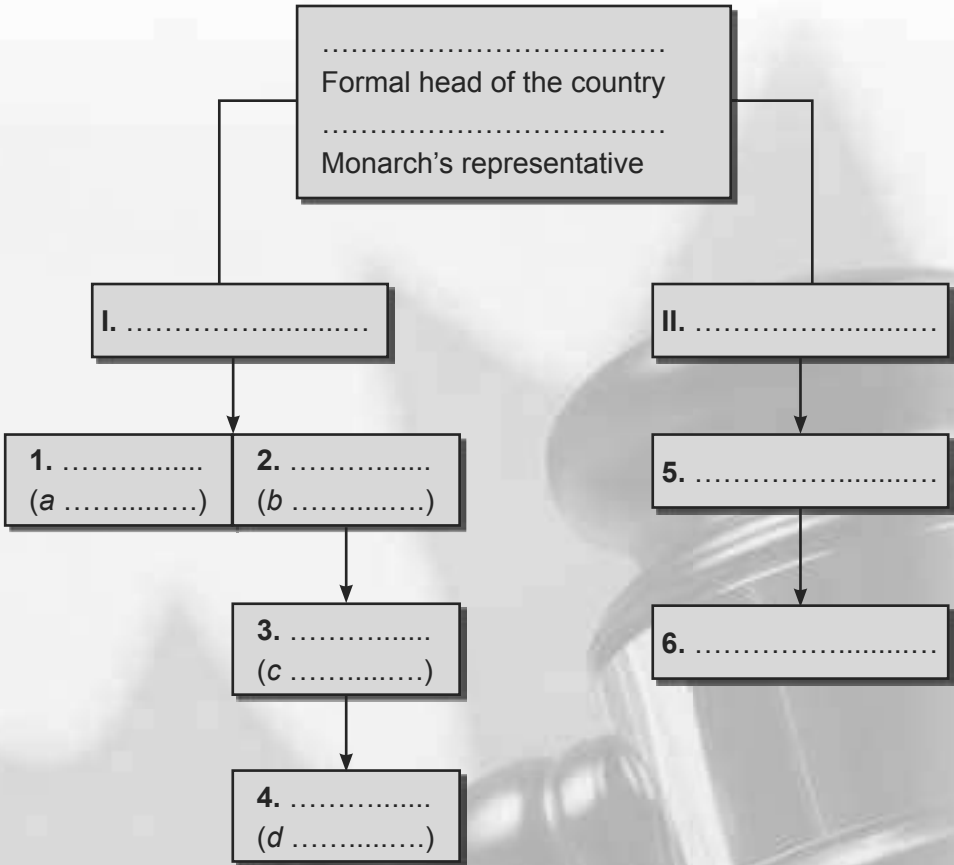 ……………………………….
Formal head of the country
……………………………….
Monarch’s representative
I. ……………..........…
II. ……………..........…
1. ……….......
(a …….....….)
2. ……….......
(b …….....….)
5. ……………..........…
3. ……….......
(c …….....….)
6. ……………..........…
4. ……….......
(d …….....….)